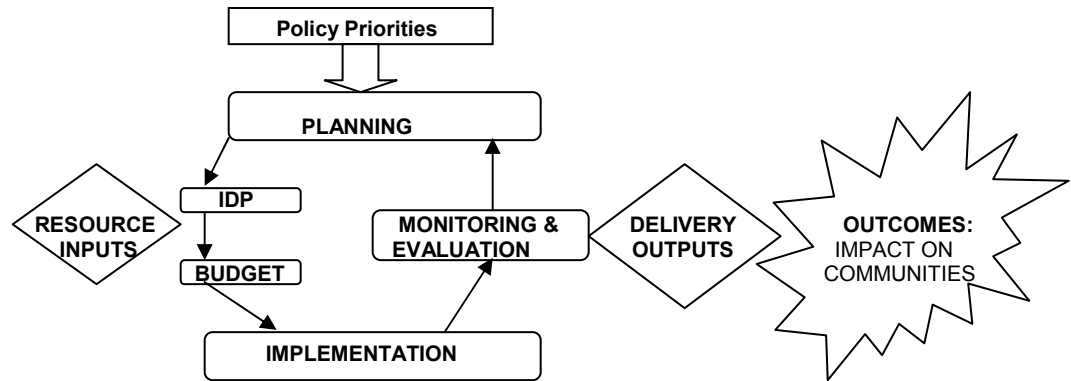 Policy Priorities
PLANNING
RESOURCE
INPUTS
IDP
BUDGET
MONITORING &
EVALUATION
DELIVERY
OUTPUTS
OUTCOMES:
IMPACT ON
COMMUNITIES
IMPLEMENTATION